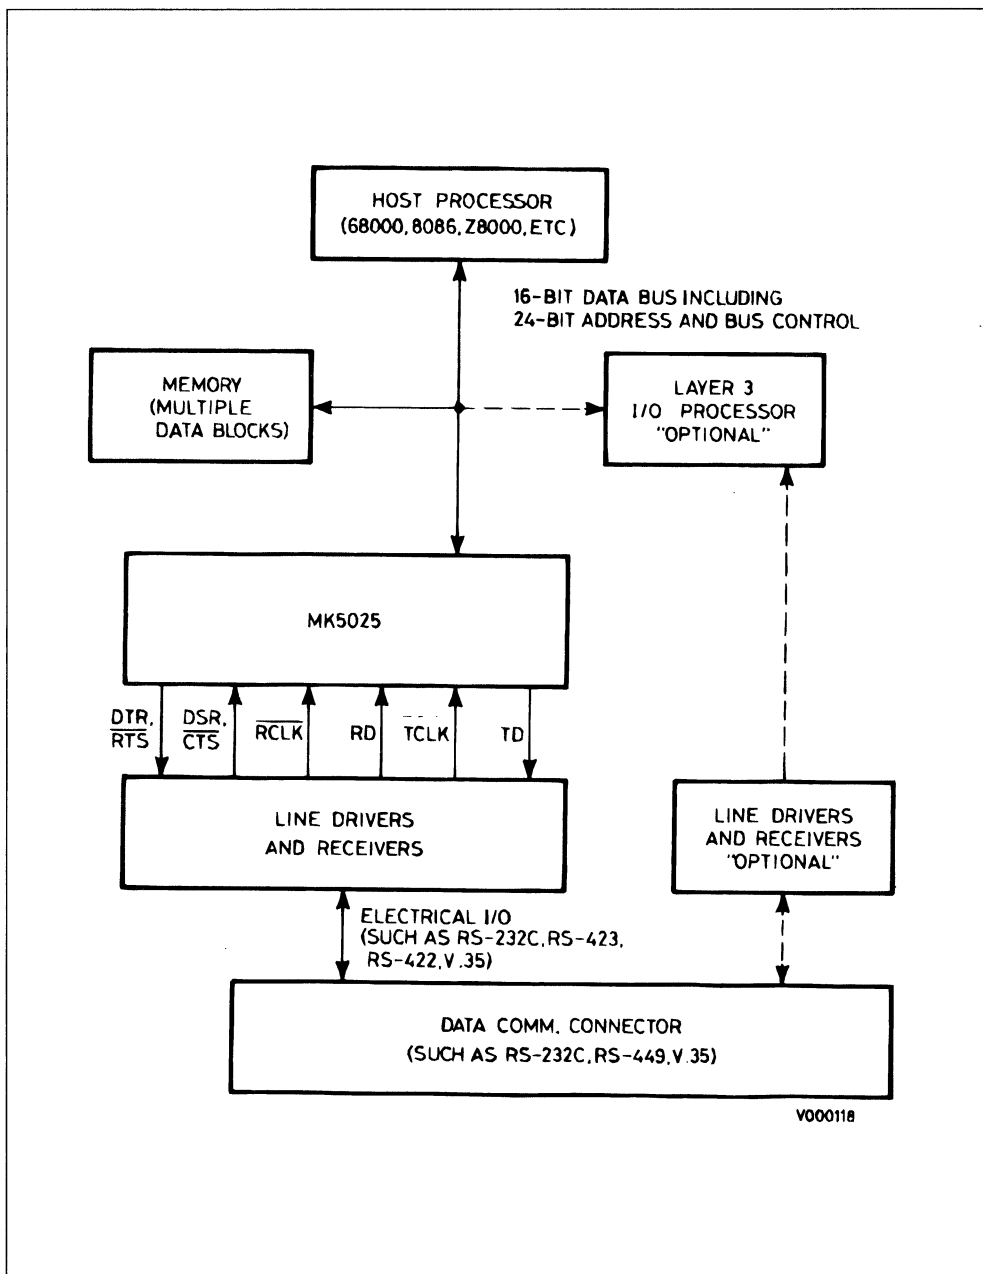 HOST PROCESSOR
(68000,8086,Z8000,ETC)
16-BIT DATA BUS INCLUDING
24-BIT ADDRESS AND BUS CONTROL
MEMORY
(MULTIPLE
DATA BLOCKS)
LAYER 3
I/O PROCESSOR
"OPTIONAL"
MK5025
DTR,
RTS
DSR,
CTS
RCLK
RD
TCLK
TD
LINE DRIVERS
AND RECEIVERS
LINE DRIVERS
AND RECEIVERS
"OPTIONAL"
ELECTRICAL I/O
(SUCH AS RS-232C,RS-423,
RS-422,V.35)
DATA COMM. CONNECTOR
(SUCH AS RS-232C,RS-449,V.35)
V000118